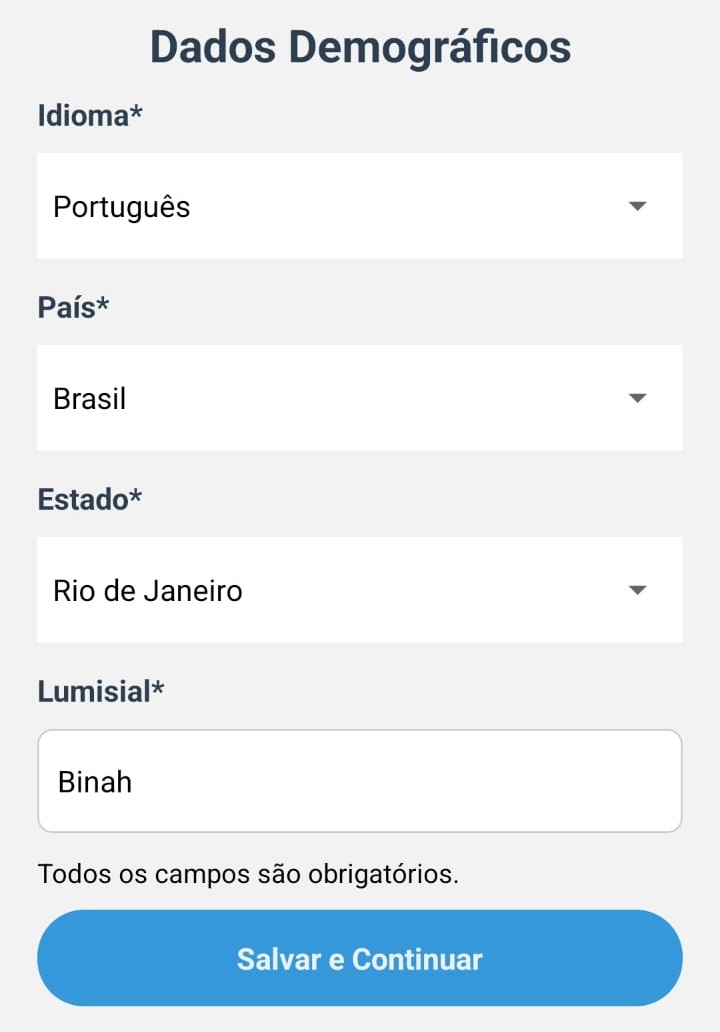 Dados Demográficos
Idioma*
Português
País*
Brasil
Estado*
Rio de Janeiro
Lumisial*
Binah
Todos os campos são obrigatórios.
Salvar e Continuar